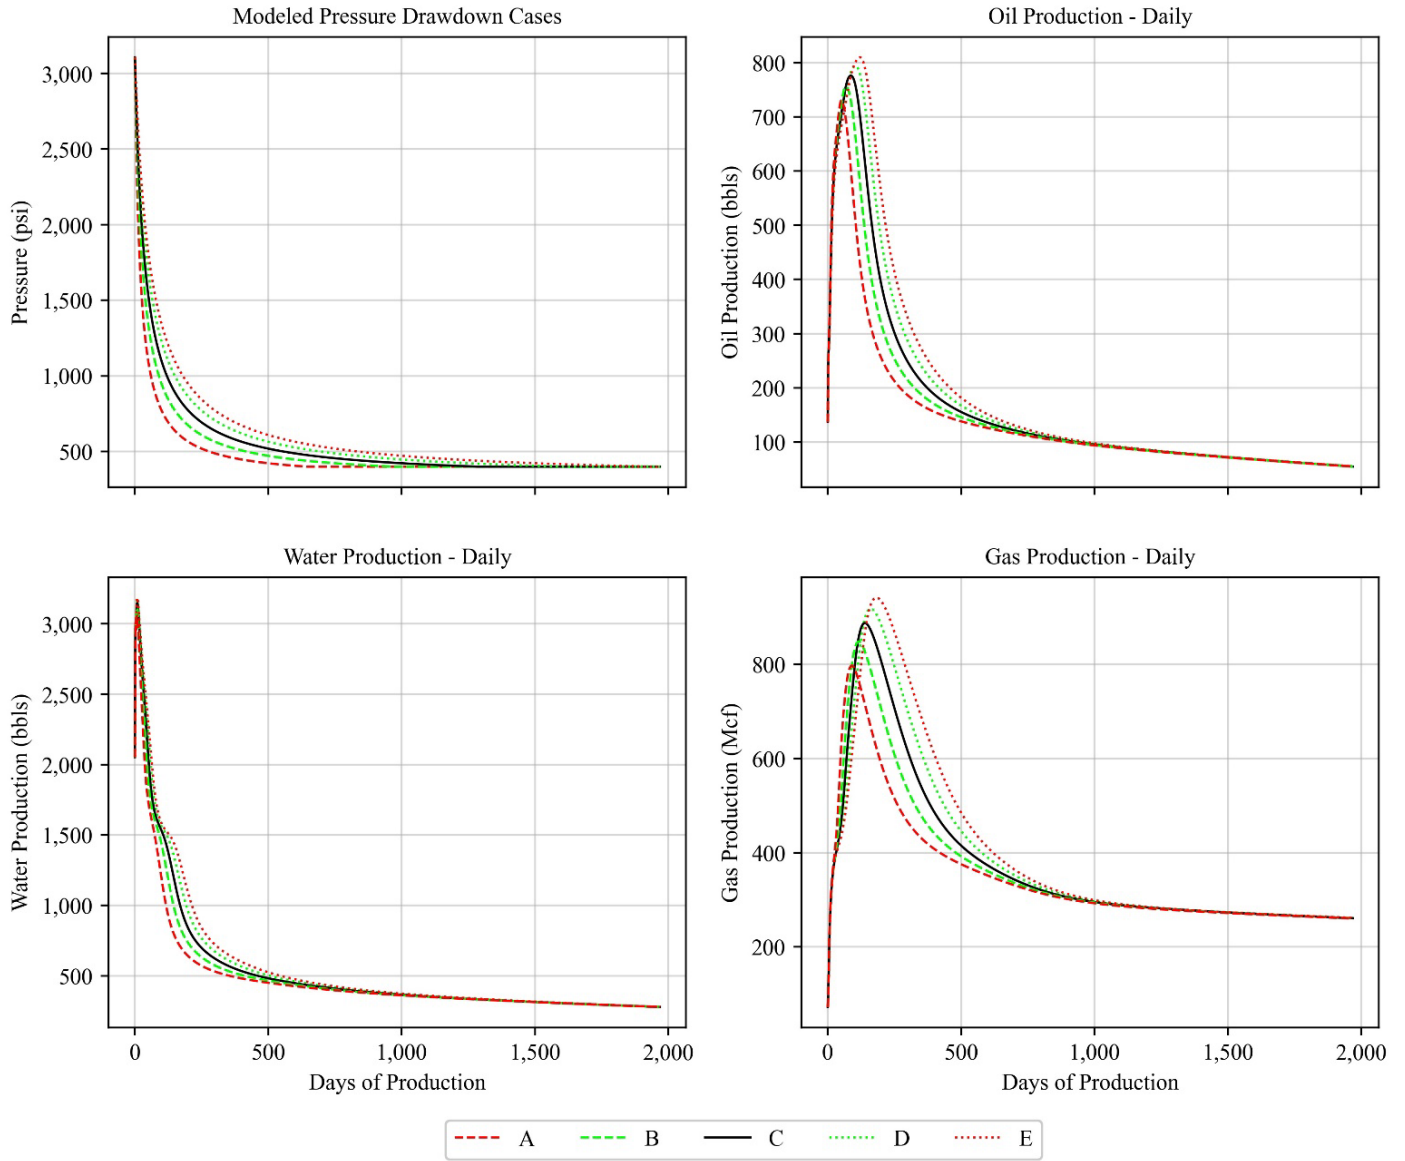 Modeled Pressure Drawdown Cases
Pressure (psi)
3,000
2,500
2,000
1,500
1,000
500
Oil Production - Daily
Oil Production (bbls)
800
700
600
500
400
300
200
100
Water Production - Daily
Water Production (bbls)
3,000
2,500
2,000
1,500
1,000
500
0 500 1,000 1,500 2,000
Days of Production
Gas Production - Daily
Gas Production (Mcf)
800
600
400
200
0 500 1,000 1,500 2,000
Days of Production
A B C D E